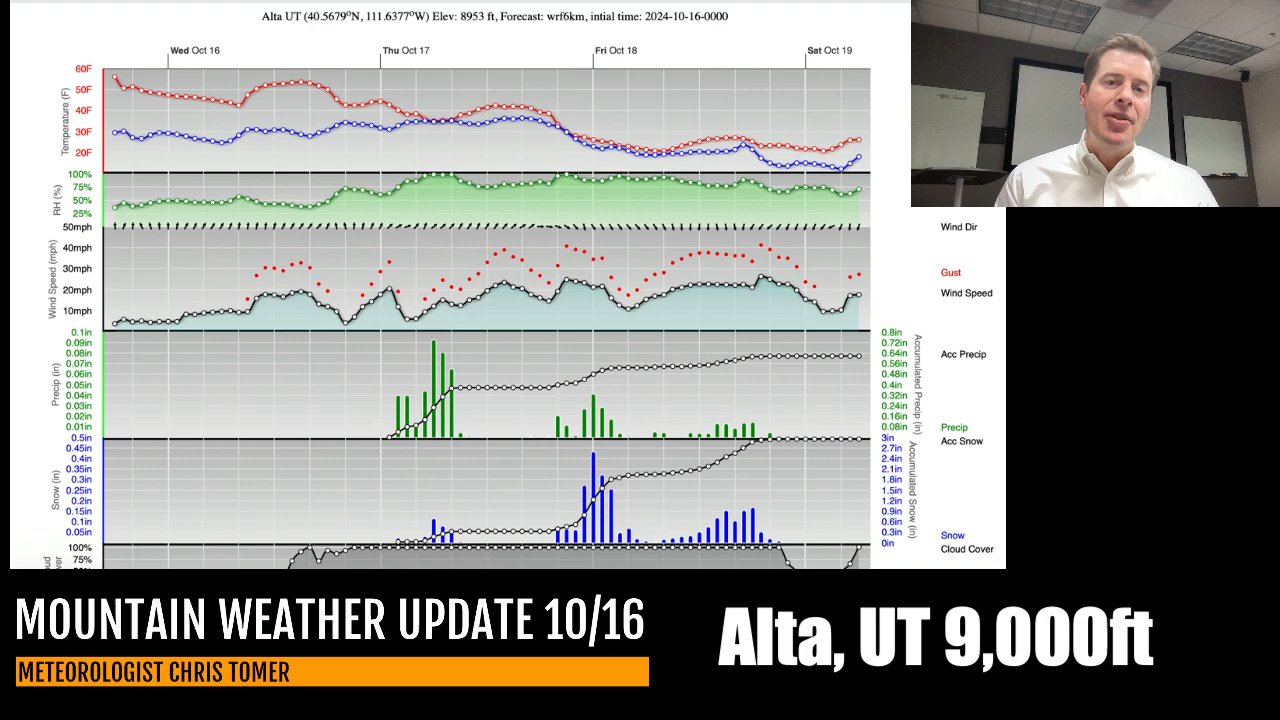 Alta UT (40.5679°N, 111.6377°W) Elev: 8953 ft, Forecast: wrf6km, intial time: 2024-10-16-0000
Wed Oct 16
Thu Oct 17
Fri Oct 18
Sat Oct 19
Temperature (F)
60F
50F
40F
30F
20F
RH (%)
100%
75%
50%
25%
Wind Dir
Wind Speed (mph)
50mph
40mph
30mph
20mph
10mph
Gust
Wind Speed
Precip (in)
0.1in
0.09in
0.08in
0.07in
0.06in
0.05in
0.04in
0.03in
0.02in
0.01in
0.8in
0.72in
0.64in
0.56in
0.48in
0.4in
0.32in
0.24in
0.16in
0.08in
Accumulated Precip (in)
Acc Precip
Precip
Snow (in)
0.5in
0.45in
0.4in
0.35in
0.3in
0.25in
0.2in
0.15in
0.1in
0.05in
3in
2.7in
2.4in
2.1in
1.8in
1.5in
1.2in
0.9in
0.6in
0.3in
0in
Accumulated Snow (in)
Acc Snow
Snow
Cloud Cover
100%
75%
MOUNTAIN WEATHER UPDATE 10/16
METEOROLOGIST CHRIS TOMER
Alta, UT 9,000ft